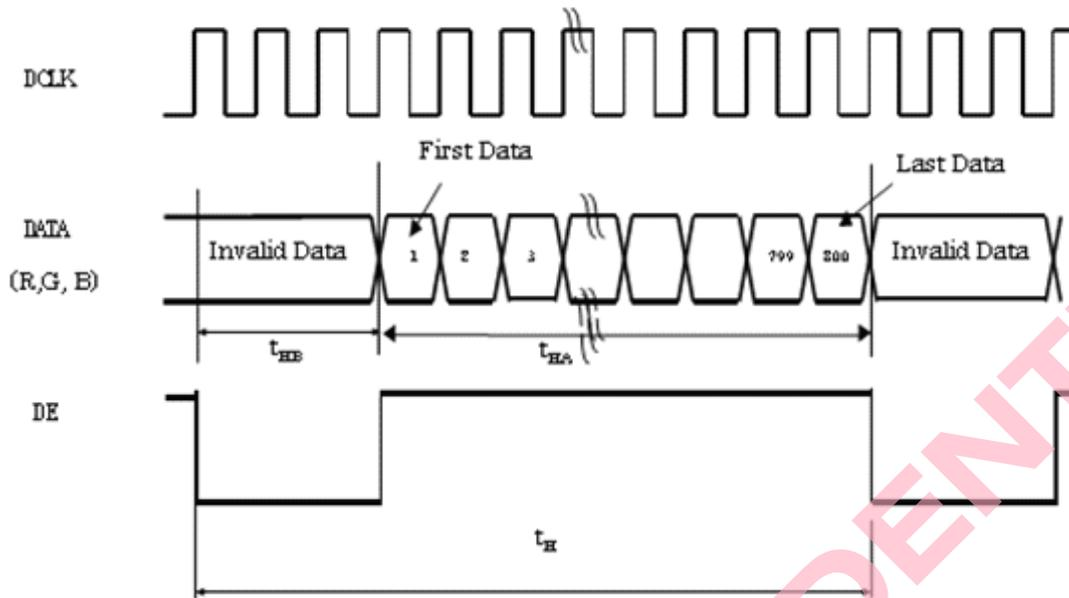 DCLK
First Data
Last Data
DATA
(R,G, B)
Invalid Data 1 2 3 799 800 Invalid Data
tHB
tHA
DE
tH
DENT